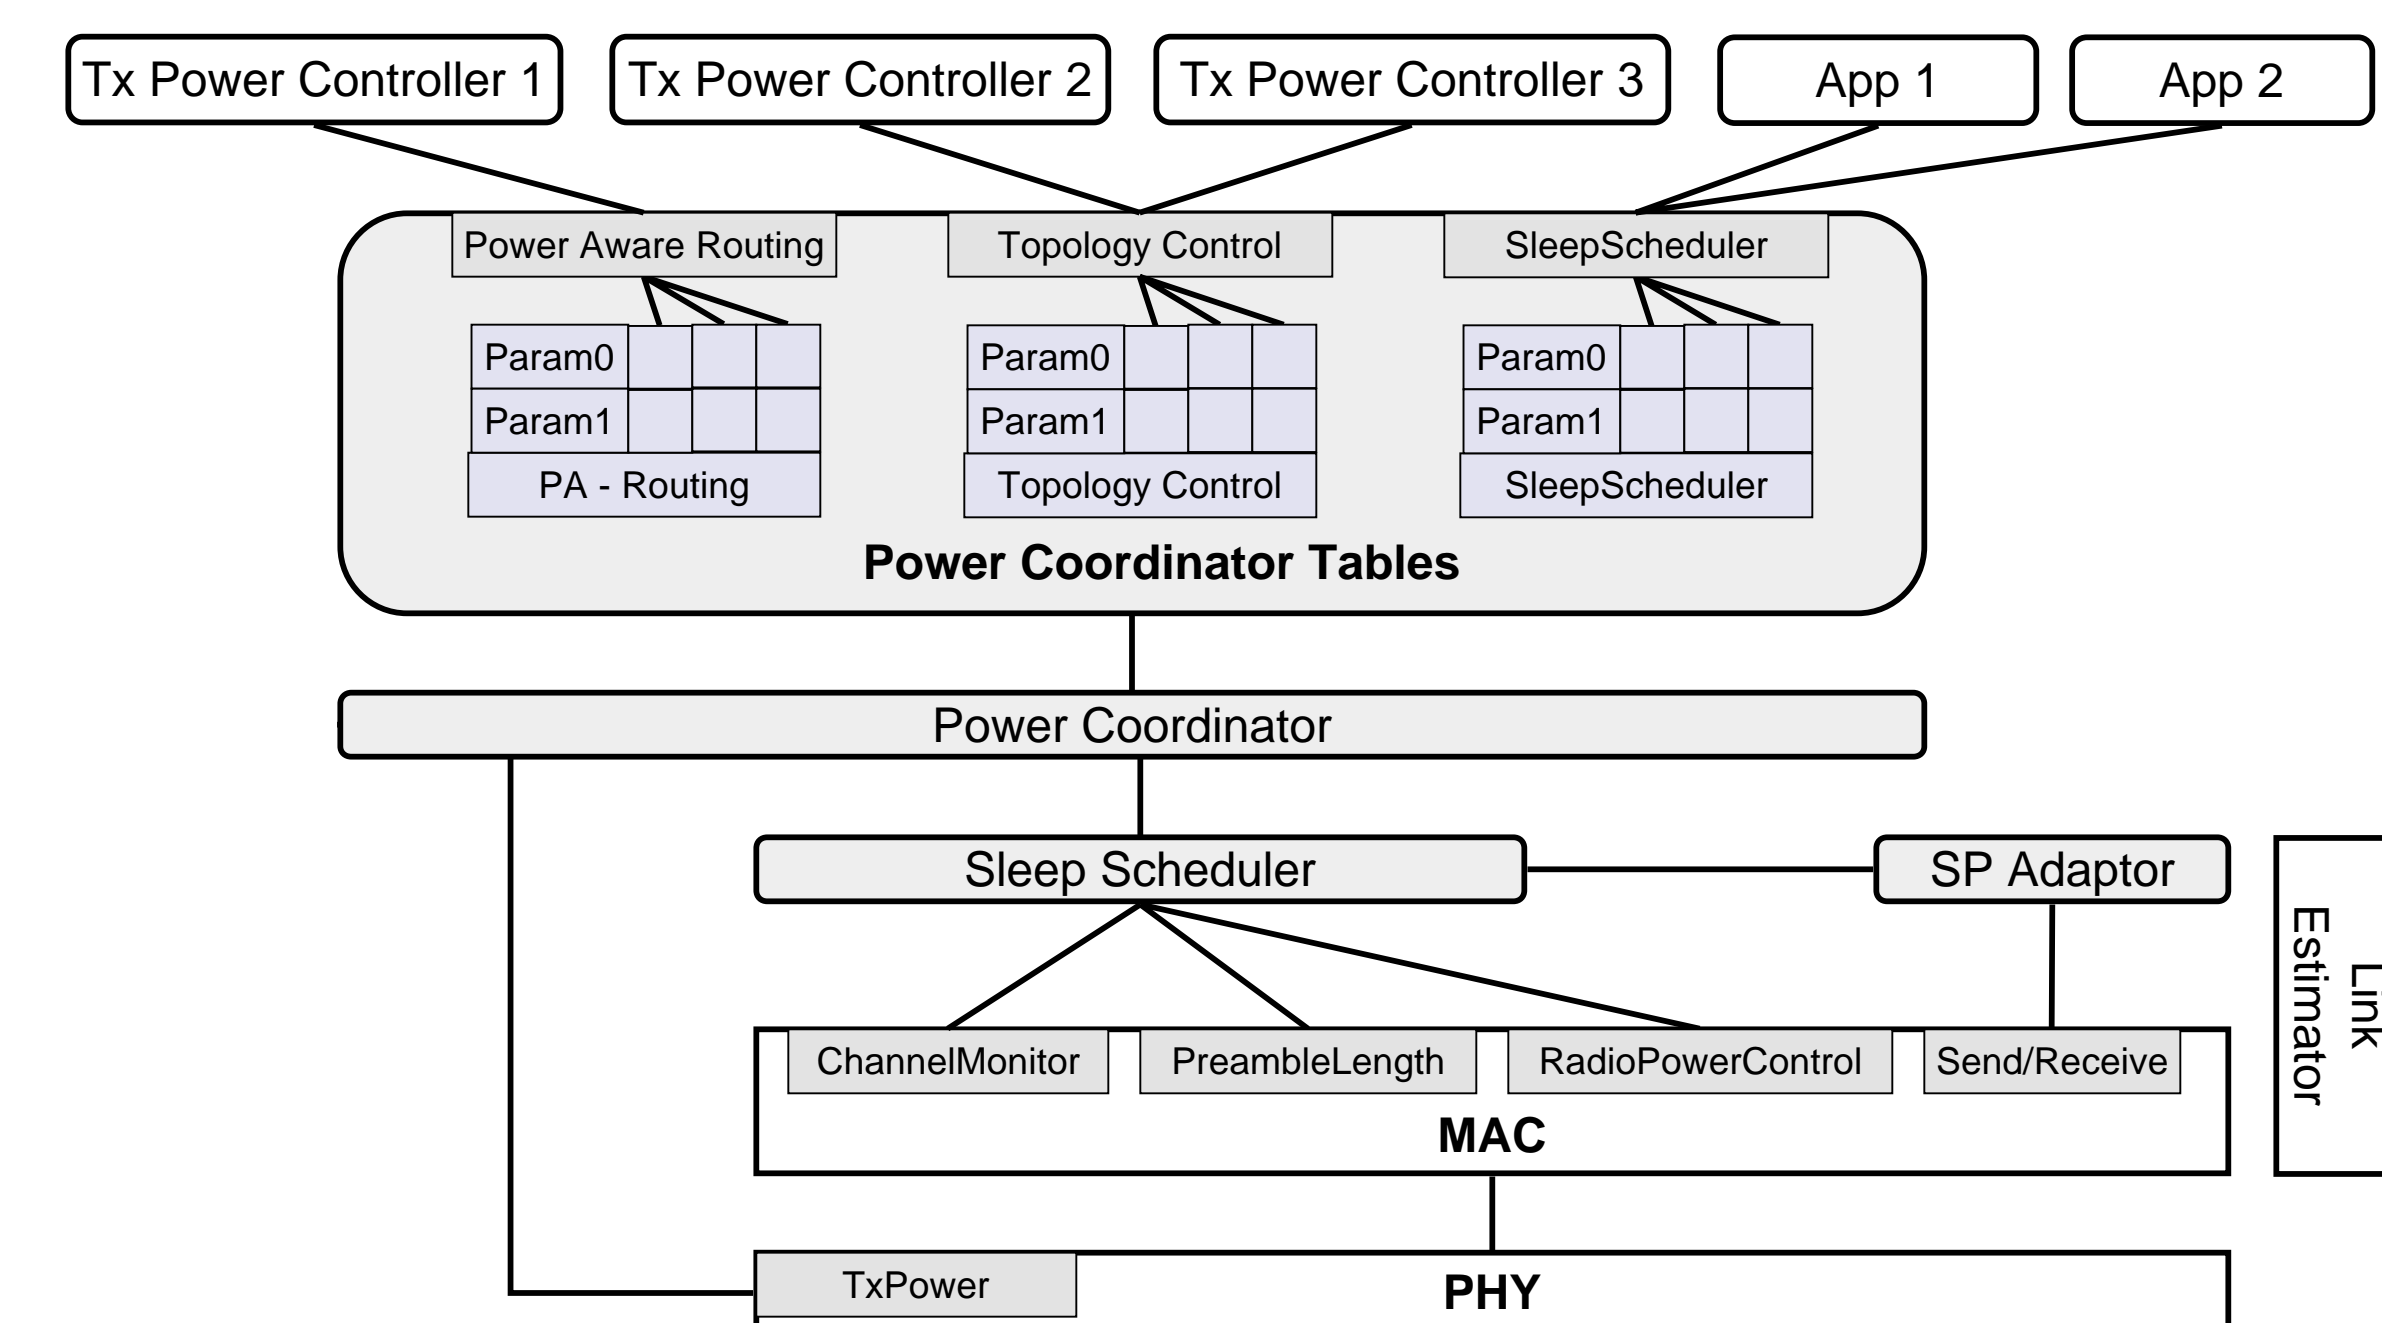 Tx Power Controller 1
Tx Power Controller 2
Tx Power Controller 3
App 1
App 2
Power Aware Routing
Topology Control
SleepScheduler
Param0
Param0
Param0
Param1
Param1
Param1
PA - Routing
Topology Control
SleepScheduler
Power Coordinator Tables
Power Coordinator
Sleep Scheduler
SP Adaptor
Link
Estimator
ChannelMonitor
PreambleLength
RadioPowerControl
Send/Receive
MAC
TxPower
PHY